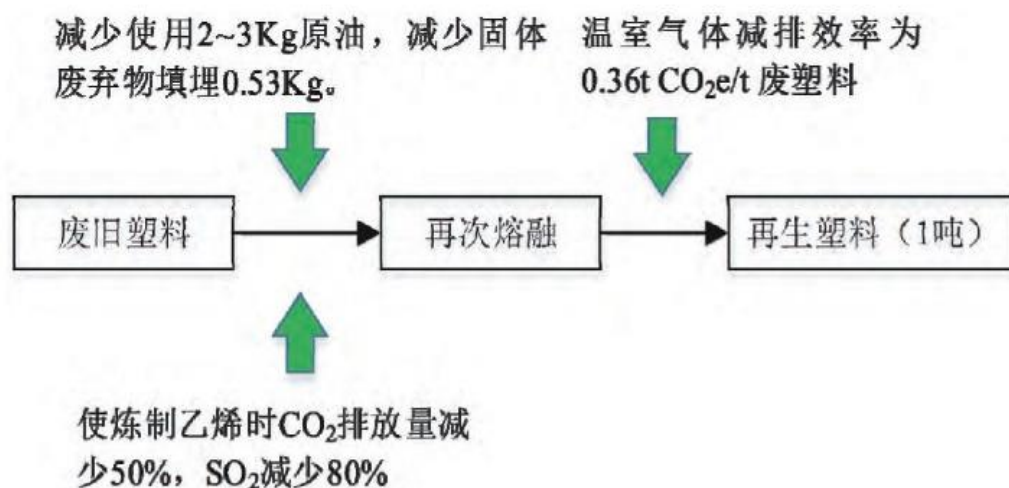 减少使用2~3Kg原油，减少固体
废弃物填埋0.53Kg。
温室气体减排效率为
0.36t CO₂e/t 废塑料
废旧塑料
再次熔融
再生塑料（1吨）
使炼制乙烯时CO₂排放量减
少50%，SO₂减少80%